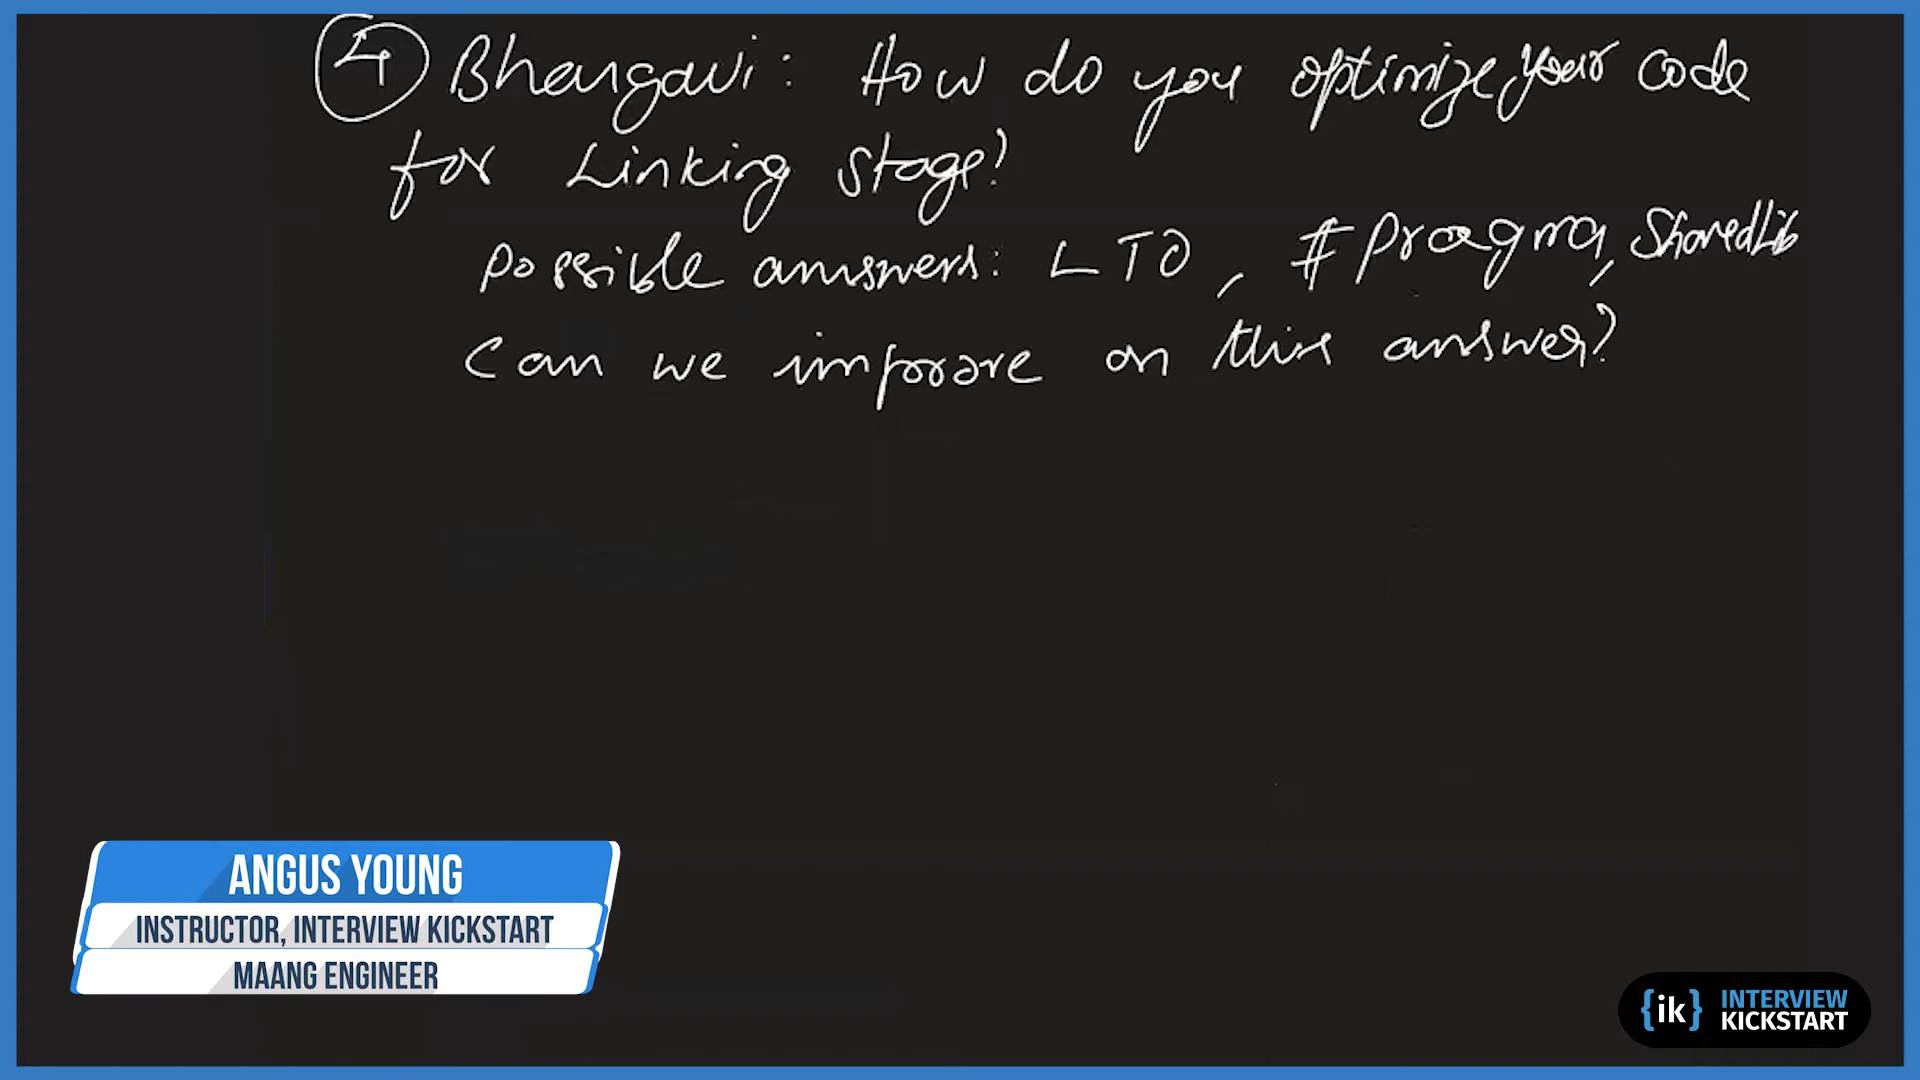 4 Bhargavi: How do you optimize your code
for Linking stage?
possible answers: LTO, #pragma, SharedLib
Can we improve on this answer?
ANGUS YOUNG
INSTRUCTOR, INTERVIEW KICKSTART
MAANG ENGINEER
{ik} INTERVIEW
KICKSTART